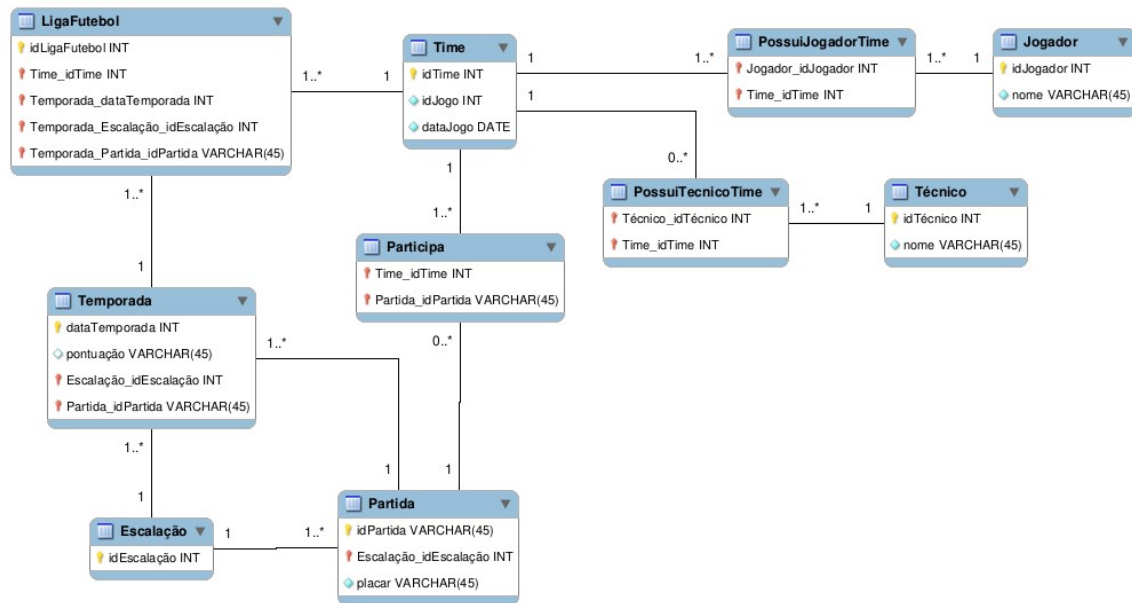 LigaFutebol
idLigaFutebol INT
Time_idTime INT
Temporada_dataTemporada INT
Temporada_Escalação_idEscalação INT
Temporada_Partida_idPartida VARCHAR(45)
1..*
1
Time
idTime INT
idJogo INT
dataJogo DATE
1
1..*
PossuiJogadorTime
Jogador_idJogador INT
Time_idTime INT
1..*
1
Jogador
idJogador INT
nome VARCHAR(45)
1
0..*
PossuiTecnicoTime
Técnico_idTécnico INT
Time_idTime INT
1..*
1
Técnico
idTécnico INT
nome VARCHAR(45)
1..*
1
1
1..*
Participa
Time_idTime INT
Partida_idPartida VARCHAR(45)
0..*
1
Temporada
dataTemporada INT
pontuação VARCHAR(45)
Escalação_idEscalação INT
Partida_idPartida VARCHAR(45)
1..*
1
1..*
1
Escalação
idEscalação INT
1
1..*
Partida
idPartida VARCHAR(45)
Escalação_idEscalação INT
placar VARCHAR(45)